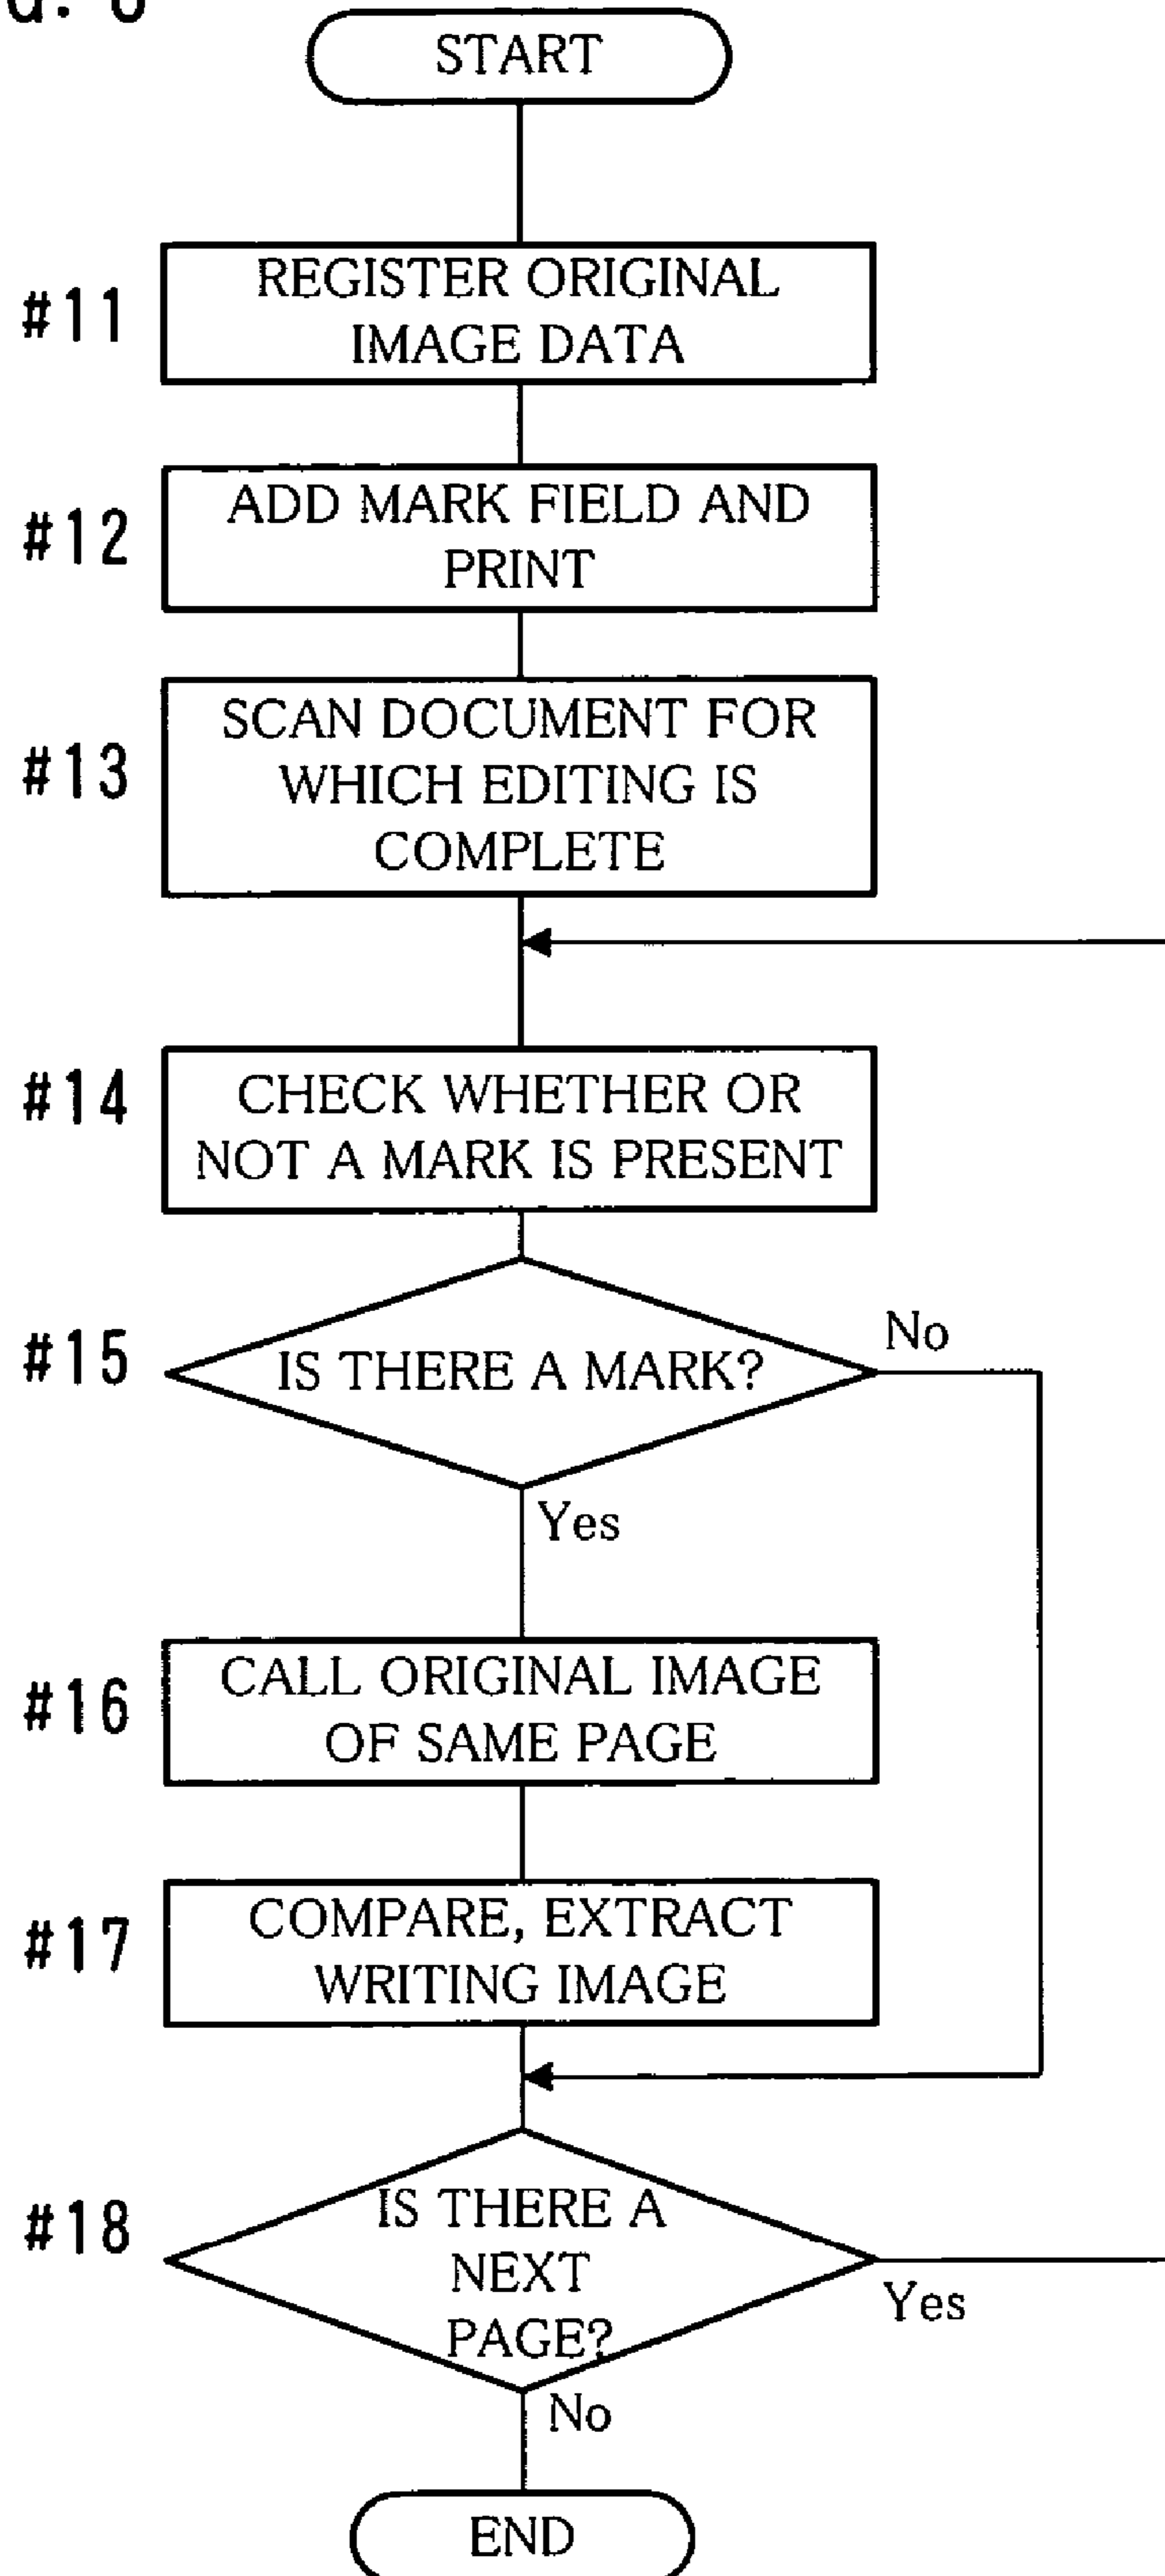 START
#11
REGISTER ORIGINAL
IMAGE DATA
#12
ADD MARK FIELD AND
PRINT
#13
SCAN DOCUMENT FOR
WHICH EDITING IS
COMPLETE
#14
CHECK WHETHER OR
NOT A MARK IS PRESENT
#15
IS THERE A MARK?
No
Yes
#16
CALL ORIGINAL IMAGE
OF SAME PAGE
#17
COMPARE, EXTRACT
WRITING IMAGE
#18
IS THERE A
NEXT
PAGE?
Yes
No
END